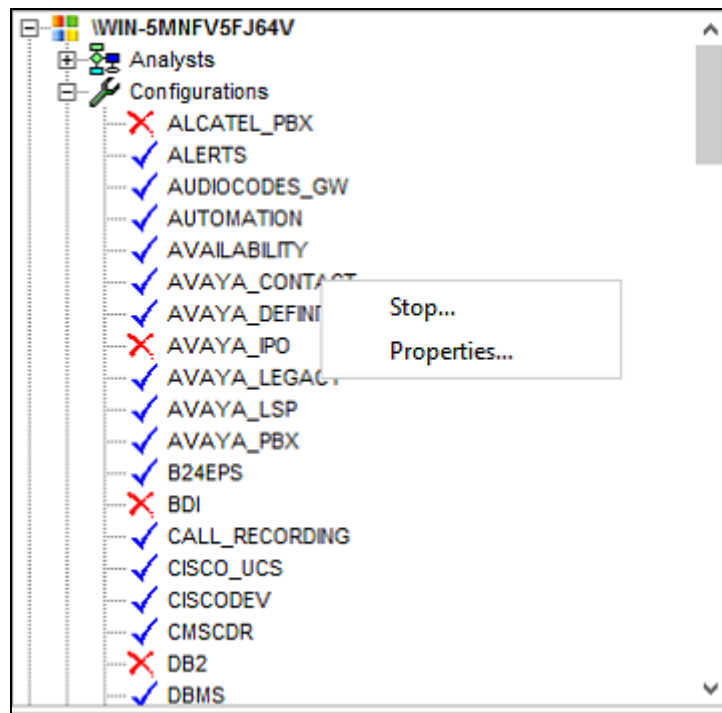 \WIN-5MNFV5FJ64V
Analysts
Configurations
ALCATEL_PBX
ALERTS
AUDIOCODES_GW
AUTOMATION
AVAILABILITY
AVAYA_CONTACT
AVAYA_DEFIN
Stop...
AVAYA_IPO
Properties...
AVAYA_LEGACY
AVAYA_LSP
AVAYA_PBX
B24EPS
BDI
CALL_RECORDING
CISCO_UCS
CISCODEV
CMSCDR
DB2
DBMS